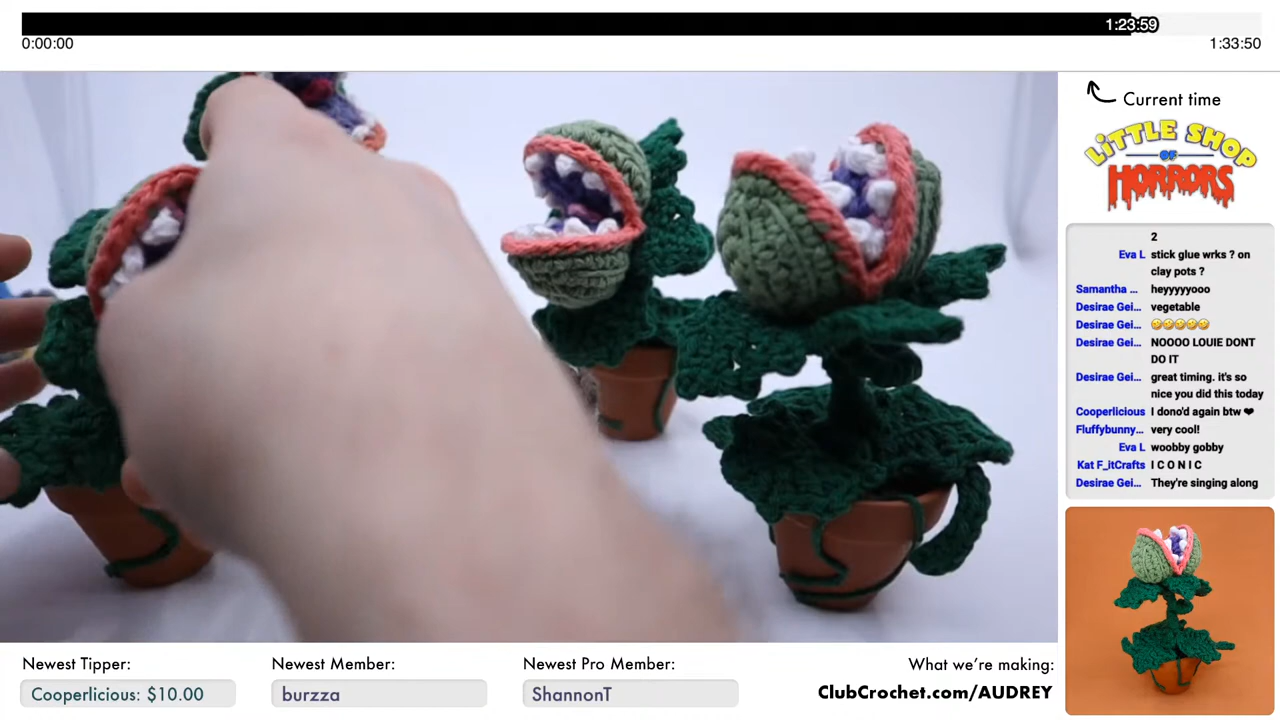 1:23:59
0:00:00
1:33:50
Current time
LiTTLE SHOP
OF
HORRORS
2
Eva L stick glue wrks ? on
clay pots ?
Samantha ... heyyyyyooo
Desirae Gei... vegetable
Desirae Gei... 🤣🤣🤣🤣🤣
Desirae Gei... NOOOO LOUIE DONT
DO IT
Desirae Gei... great timing. it's so
nice you did this today
Cooperlicious I dono'd again btw ❤
Fluffybunny... very cool!
Eva L woobby gobby
Kat F_itCrafts I C O N I C
Desirae Gei... They're singing along
Newest Tipper:
Cooperlicious: $10.00
Newest Member:
burzza
Newest Pro Member:
ShannonT
What we're making:
ClubCrochet.com/AUDREY